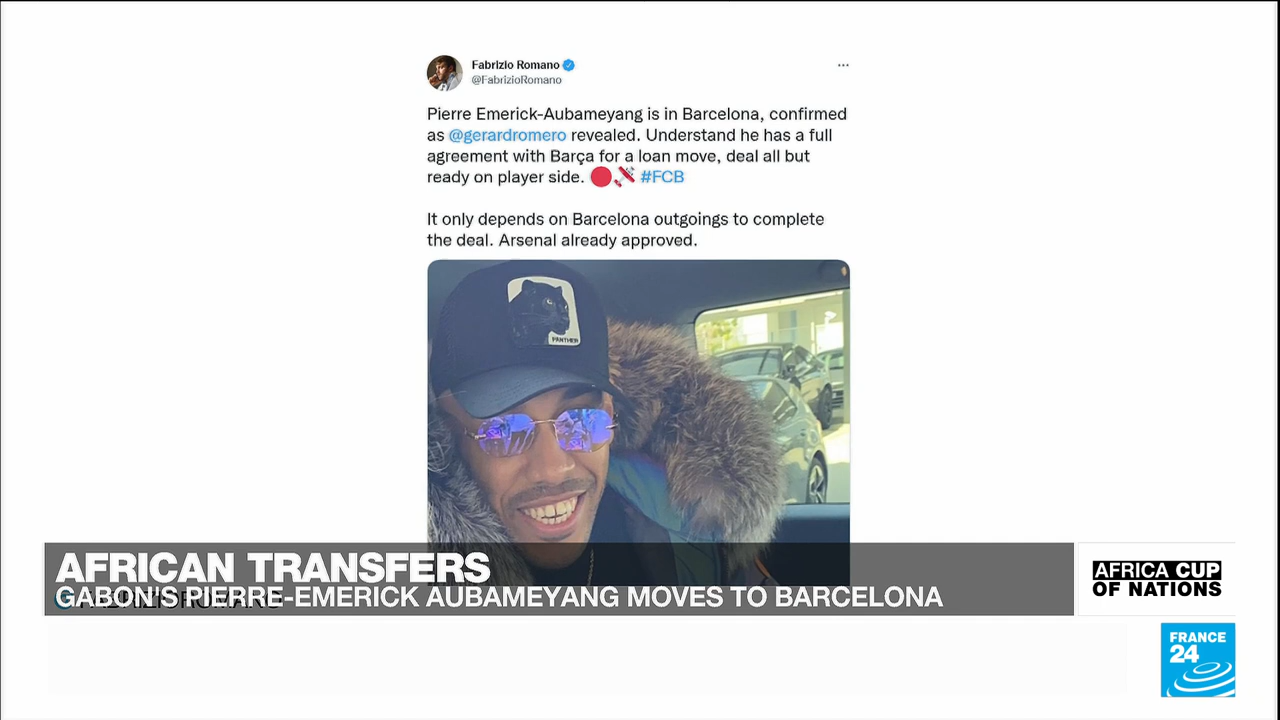 Fabrizio Romano
@FabrizioRomano
Pierre Emerick-Aubameyang is in Barcelona, confirmed
as @gerardromero revealed. Understand he has a full
agreement with Barça for a loan move, deal all but
ready on player side. 🔴✈️ #FCB
It only depends on Barcelona outgoings to complete
the deal. Arsenal already approved.
PANTHER
AFRICAN TRANSFERS
GABON'S PIERRE-EMERICK AUBAMEYANG MOVES TO BARCELONA
AFRICA CUP
OF NATIONS
FRANCE
24